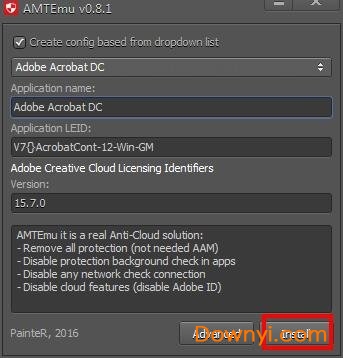 AMTEmu v0.8.1
Create config based from dropdown list
Adobe Acrobat DC
Application name:
Adobe Acrobat DC
Application LEID:
V7{}AcrobatCont-12-Win-GM
Adobe Creative Cloud Licensing Identifiers
Version:
15.7.0
AMTEmu it is a real Anti-Cloud solution:
- Remove all protection (not needed AAM)
- Disable protection background check in apps
- Disable any network check connection
- Disable cloud features (disable Adobe ID)
PainteR, 2016
Advanced
Install
Downyi.com